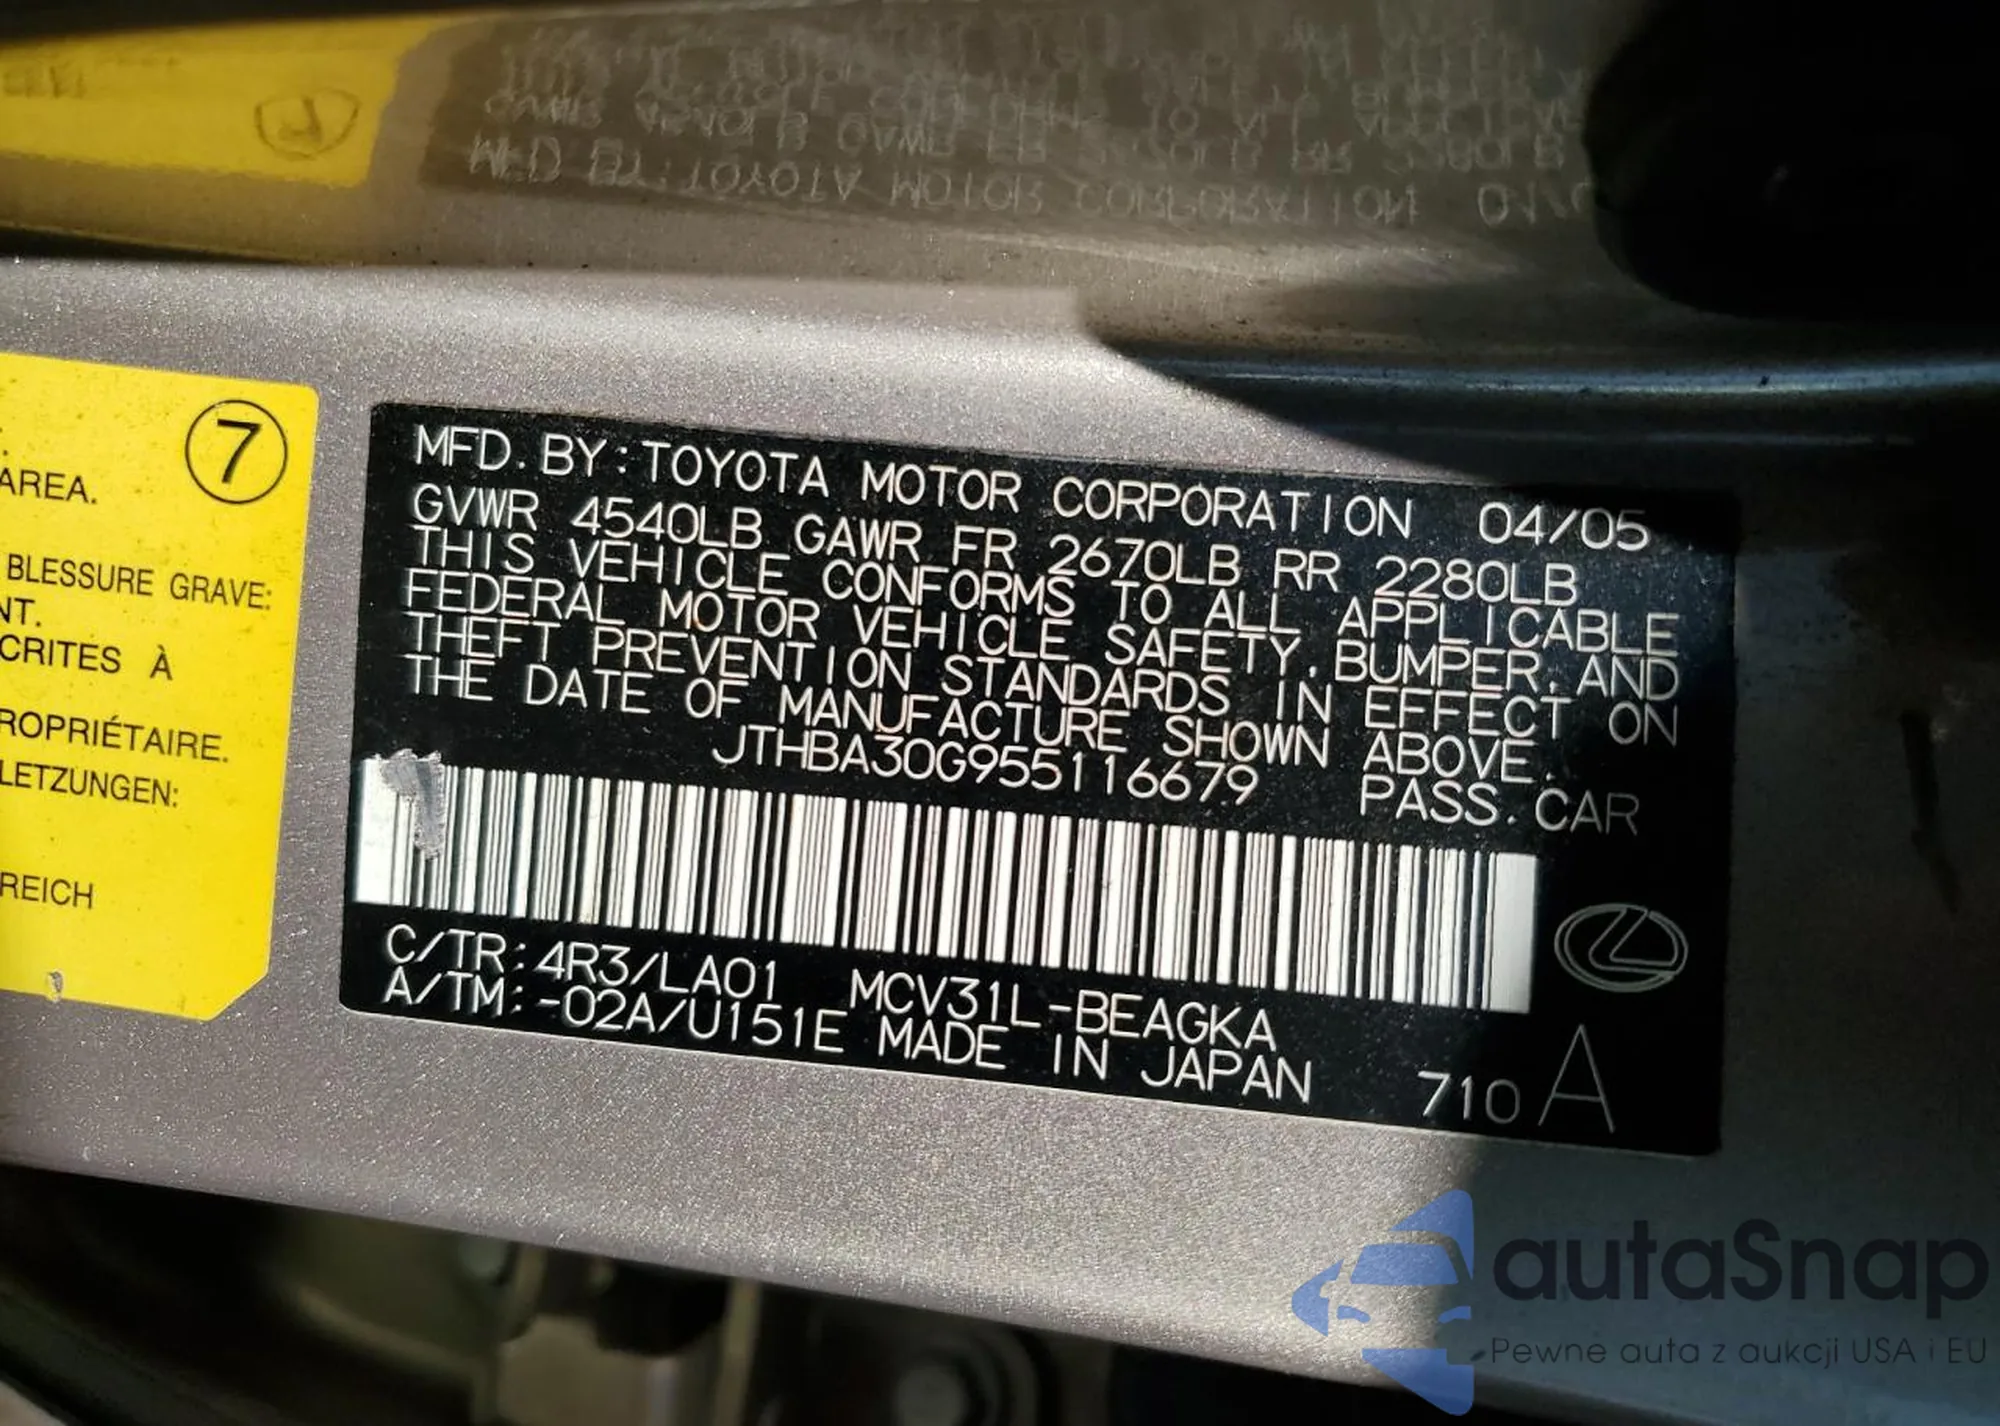 7
AREA.
BLESSURE GRAVE:
NT.
CRITES À
ROPRIÉTAIRE.
LETZUNGEN:
REICH
MFD. BY: TOYOTA MOTOR CORPORATION 04/05
GVWR 4540LB GAWR FR 2670LB RR 2280LB
THIS VEHICLE CONFORMS TO ALL APPLICABLE
FEDERAL MOTOR VEHICLE SAFETY, BUMPER, AND
THEFT PREVENTION STANDARDS IN EFFECT ON
THE DATE OF MANUFACTURE SHOWN ABOVE.
JTHBA30G955116679 PASS. CAR
C/TR: 4R3/LA01 MCV31L-BEAGKA
A/TM: -02A/U151E MADE IN JAPAN 710 A
autaSnap
Pewne auta z aukcji USA i EU